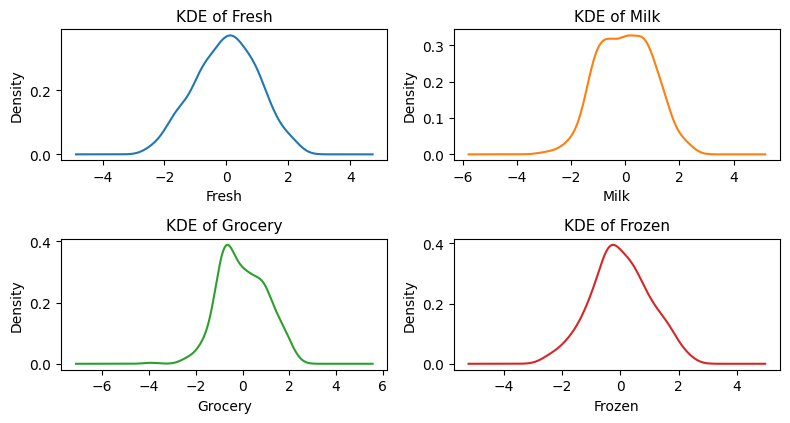 KDE of Fresh
Density
0.2
0.0
−4 −2 0 2 4
Fresh
KDE of Milk
Density
0.3
0.2
0.1
0.0
−6 −4 −2 0 2 4
Milk
KDE of Grocery
Density
0.4
0.2
0.0
−6 −4 −2 0 2 4 6
Grocery
KDE of Frozen
Density
0.4
0.2
0.0
−4 −2 0 2 4
Frozen